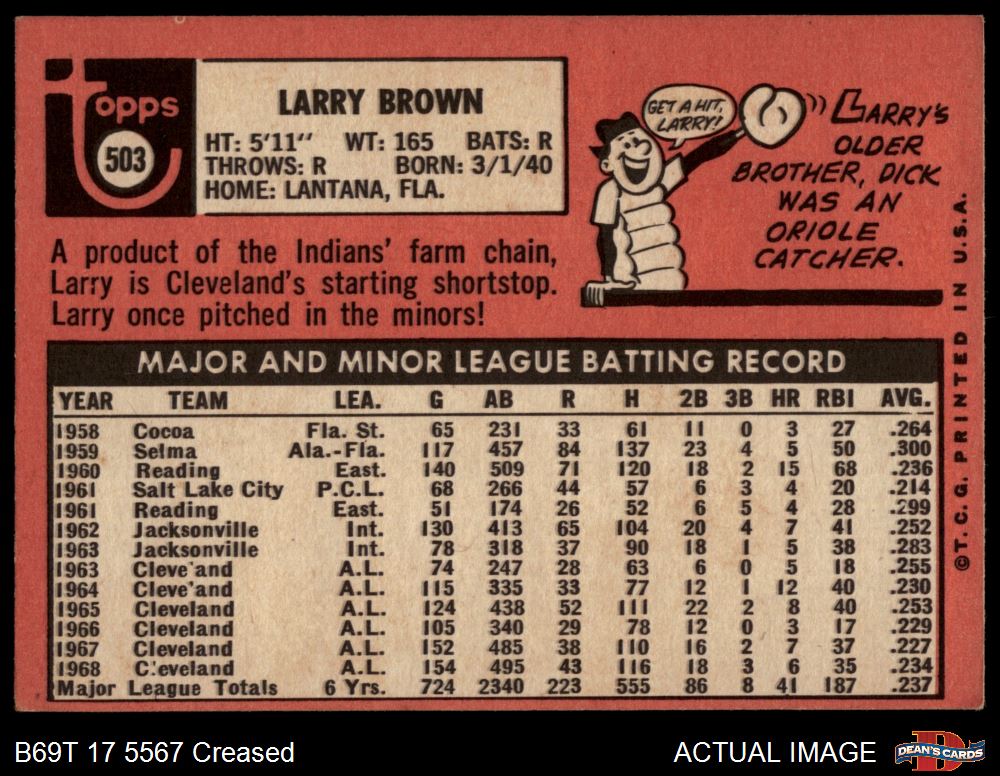 Topps
503
LARRY BROWN
HT: 5'11" WT: 165 BATS: R
THROWS: R BORN: 3/1/40
HOME: LANTANA, FLA.
GET A HIT,
LARRY!
LARRY'S
OLDER
BROTHER, DICK
WAS AN
ORIOLE
CATCHER.
A product of the Indians' farm chain,
Larry is Cleveland's starting shortstop.
Larry once pitched in the minors!
MAJOR AND MINOR LEAGUE BATTING RECORD
YEAR TEAM LEA. G AB R H 2B 3B HR RBI AVG.
1958 Cocoa Fla. St. 65 231 33 61 11 0 3 27 .264
1959 Selma Ala.-Fla. 117 457 84 137 23 4 5 50 .300
1960 Reading East. 140 509 71 120 18 2 15 68 .236
1961 Salt Lake City P.C.L. 68 266 44 57 6 3 4 20 .214
1961 Reading East. 51 174 26 52 6 5 4 28 .299
1962 Jacksonville Int. 130 413 65 104 20 4 7 41 .252
1963 Jacksonville Int. 78 318 37 90 18 1 5 38 .283
1963 Cleve'and A.L. 74 247 28 63 6 0 5 18 .255
1964 Cleve'and A.L. 115 335 33 77 12 1 12 40 .230
1965 Cleveland A.L. 124 438 52 111 22 2 8 40 .253
1966 Cleveland A.L. 105 340 29 78 12 0 3 17 .229
1967 Cleveland A.L. 152 485 38 110 16 2 7 37 .227
1968 C:eveland A.L. 154 495 43 116 18 3 6 35 .234
Major League Totals 6 Yrs. 724 2340 223 555 86 8 41 187 .237
©T.C.G. PRINTED IN U.S.A.
B69T 17 5567 Creased
ACTUAL IMAGE
D
DEAN'S CARDS